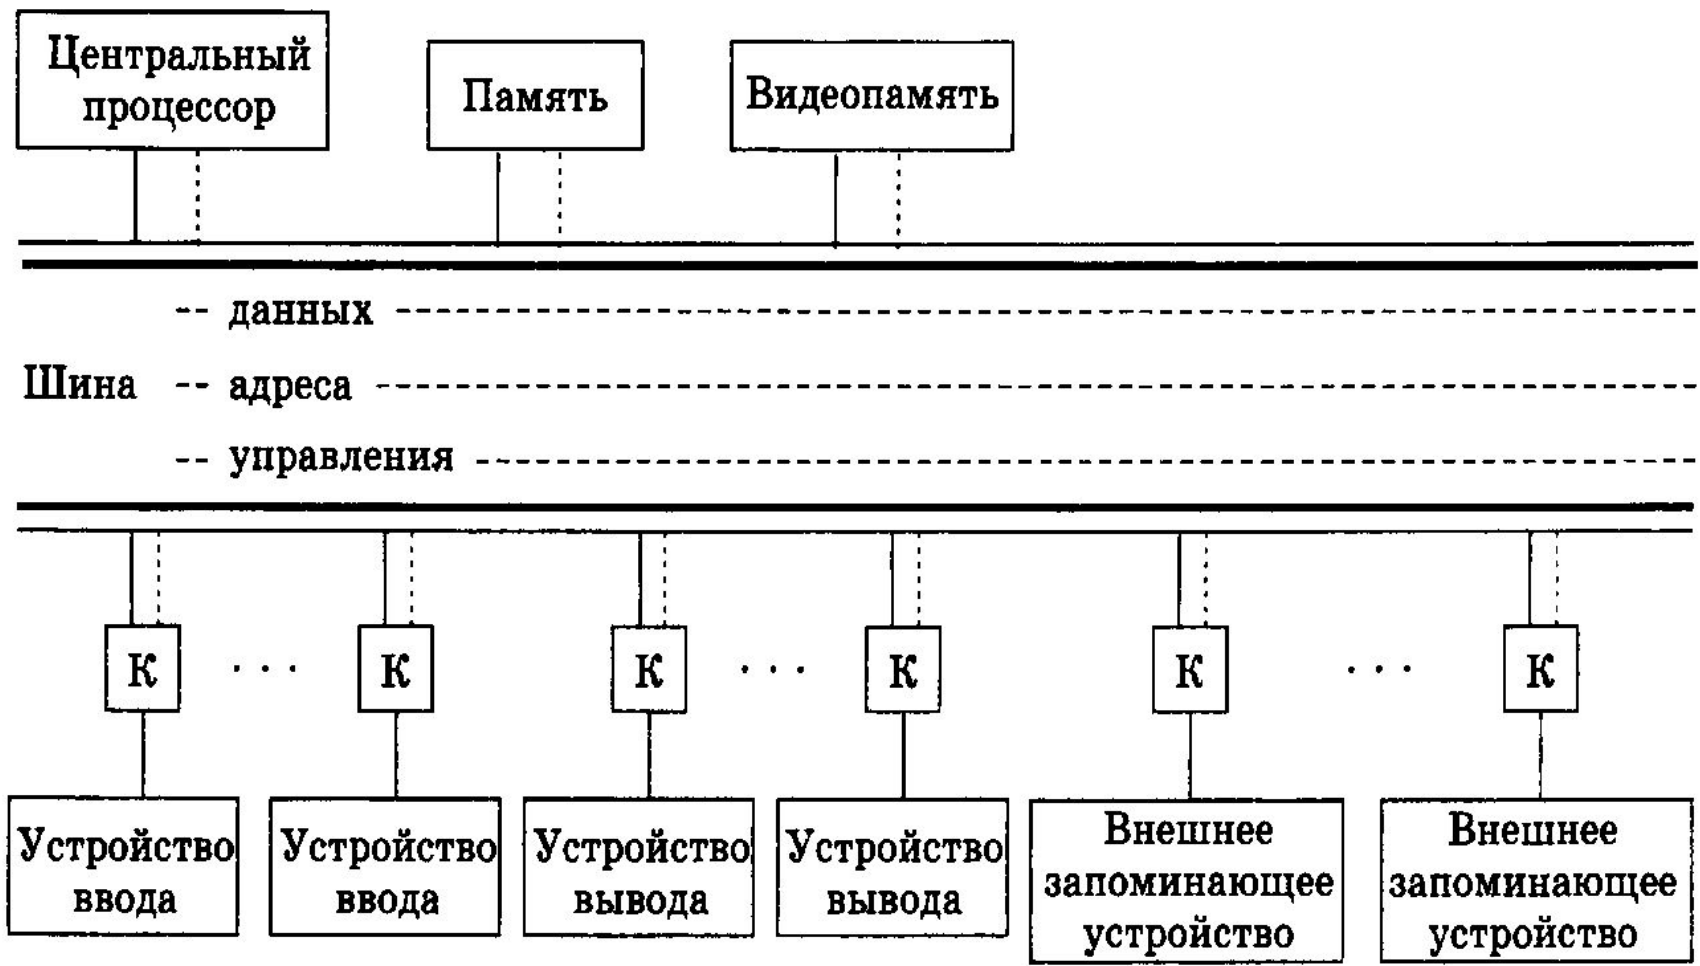 Центральный
процессор
Память
Видеопамять
данных
Шина
адреса
управления
К ... К К ... К К ... К
Устройство
ввода
Устройство
ввода
Устройство
вывода
Устройство
вывода
Внешнее
запоминающее
устройство
Внешнее
запоминающее
устройство